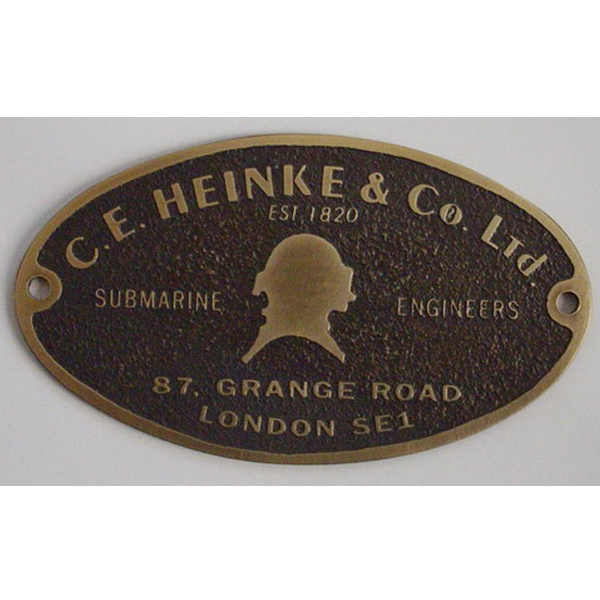 C.E. HEINKE & Co. Ltd.
EST. 1820
SUBMARINE ENGINEERS
87, GRANGE ROAD
LONDON SE1